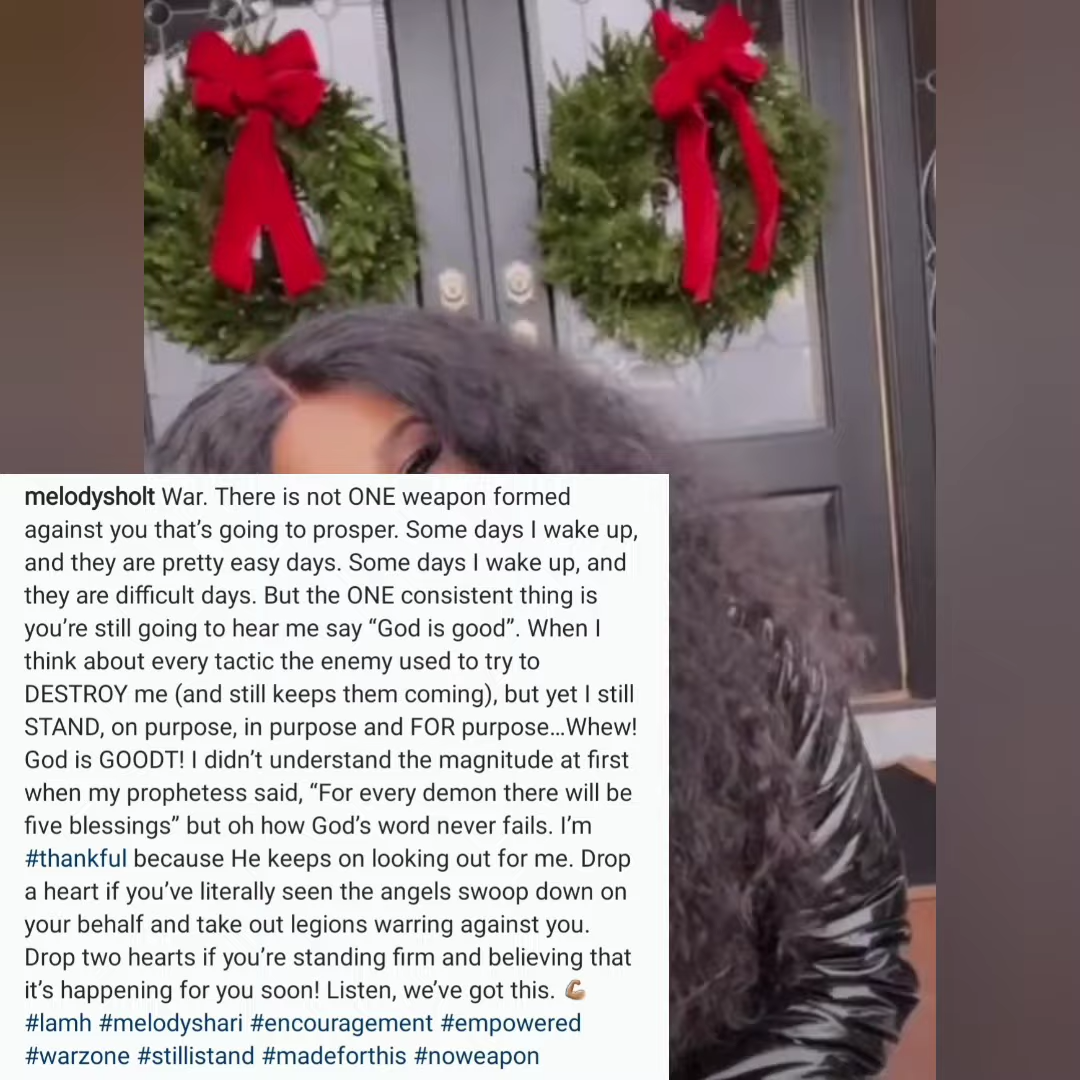 melodysholt War. There is not ONE weapon formed
against you that’s going to prosper. Some days I wake up,
and they are pretty easy days. Some days I wake up, and
they are difficult days. But the ONE consistent thing is
you’re still going to hear me say “God is good”. When I
think about every tactic the enemy used to try to
DESTROY me (and still keeps them coming), but yet I still
STAND, on purpose, in purpose and FOR purpose...Whew!
God is GOODT! I didn’t understand the magnitude at first
when my prophetess said, “For every demon there will be
five blessings” but oh how God’s word never fails. I’m
#thankful because He keeps on looking out for me. Drop
a heart if you’ve literally seen the angels swoop down on
your behalf and take out legions warring against you.
Drop two hearts if you’re standing firm and believing that
it’s happening for you soon! Listen, we’ve got this. 💪🏽
#lamh #melodyshari #encouragement #empowered
#warzone #stillistand #madeforthis #noweapon